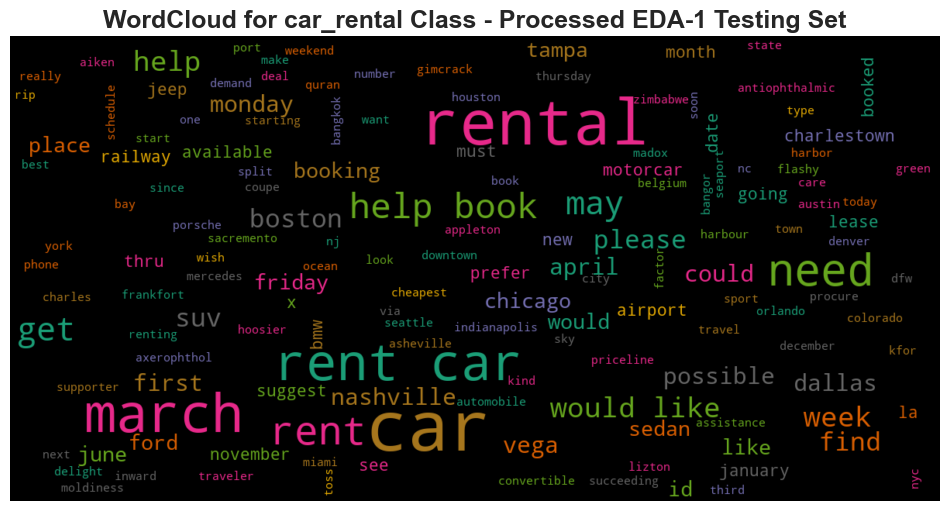 WordCloud for car_rental Class - Processed EDA-1 Testing Set
port weekend state
aiken help make tampa month
really deal gimcrack thursday antiophthalmic booked
rip jeep demand quran number zimbabwe
schedule monday houston rental soon type
one starting bangkok want date charlestown
place start
railway available must madox harbor
best split booking motorcar nc flashy green
since coupe book belgium bangor seaport care
bay help book may going austin today
porsche boston appleton lease
york sacremento nj new please harbour town denver
phone thru wish ocean look downtown april factor
mercedes friday prefer city could need dfw
charles frankfort x cheapest chicago sport procure
get suv via airport orlando colorado
renting hoosier bmw seattle indianapolis would travel
axerophthol asheville sky december kfor
rent car priceline
supporter first suggest nashville kind possible dallas
automobile
march rent car would like assistance week la
ford vega sedan find
next june november like
delight inward miami see lizton january
moldiness traveler toss convertible succeeding id third nyc